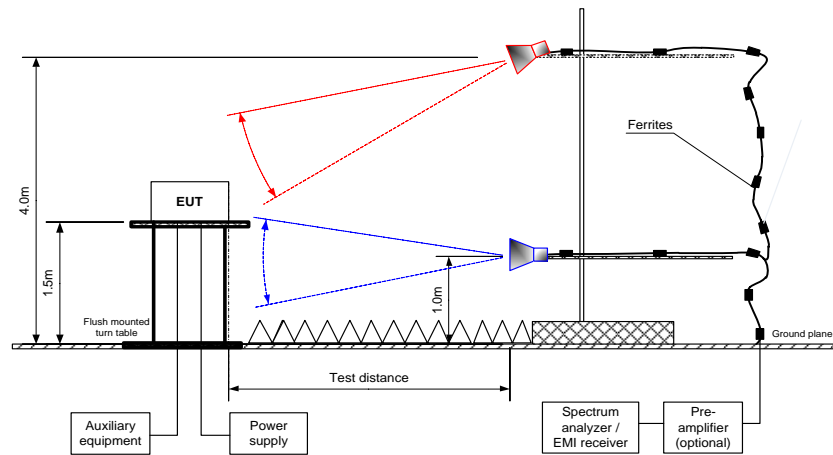 EUT
4.0m
1.5m
1.0m
Ferrites
Flush mounted
turn table
Ground plane
Test distance
Auxiliary
equipment
Power
supply
Spectrum
analyzer /
EMI receiver
Pre-
amplifier
(optional)